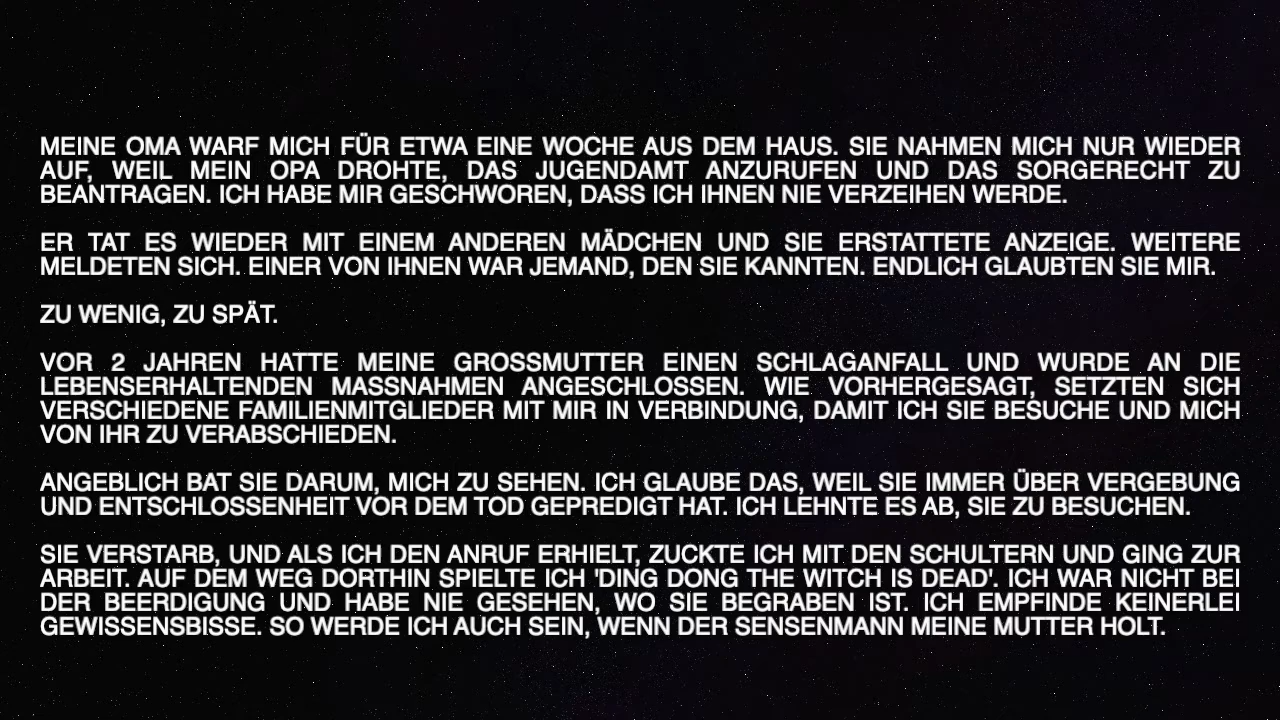 MEINE OMA WARF MICH FÜR ETWA EINE WOCHE AUS DEM HAUS. SIE NAHMEN MICH NUR WIEDER
AUF, WEIL MEIN OPA DROHTE, DAS JUGENDAMT ANZURUFEN UND DAS SORGERECHT ZU
BEANTRAGEN. ICH HABE MIR GESCHWOREN, DASS ICH IHNEN NIE VERZEIHEN WERDE.
ER TAT ES WIEDER MIT EINEM ANDEREN MÄDCHEN UND SIE ERSTATTETE ANZEIGE. WEITERE
MELDETEN SICH. EINER VON IHNEN WAR JEMAND, DEN SIE KANNTEN. ENDLICH GLAUBTEN SIE MIR.
ZU WENIG, ZU SPÄT.
VOR 2 JAHREN HATTE MEINE GROSSMUTTER EINEN SCHLAGANFALL UND WURDE AN DIE
LEBENSERHALTENDEN MASSNAHMEN ANGESCHLOSSEN. WIE VORHERGESAGT, SETZTEN SICH
VERSCHIEDENE FAMILIENMITGLIEDER MIT MIR IN VERBINDUNG, DAMIT ICH SIE BESUCHE UND MICH
VON IHR ZU VERABSCHIEDEN.
ANGEBLICH BAT SIE DARUM, MICH ZU SEHEN. ICH GLAUBE DAS, WEIL SIE IMMER ÜBER VERGEBUNG
UND ENTSCHLOSSENHEIT VOR DEM TOD GEPREDIGT HAT. ICH LEHNTE ES AB, SIE ZU BESUCHEN.
SIE VERSTARB, UND ALS ICH DEN ANRUF ERHIELT, ZUCKTE ICH MIT DEN SCHULTERN UND GING ZUR
ARBEIT. AUF DEM WEG DORTHIN SPIELTE ICH 'DING DONG THE WITCH IS DEAD'. ICH WAR NICHT BEI
DER BEERDIGUNG UND HABE NIE GESEHEN, WO SIE BEGRABEN IST. ICH EMPFINDE KEINERLEI
GEWISSENSBISSE. SO WERDE ICH AUCH SEIN, WENN DER SENSENMANN MEINE MUTTER HOLT.